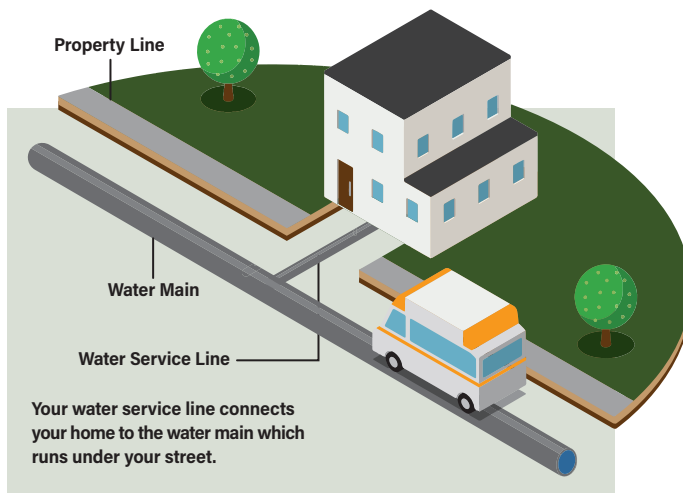 Property Line
Water Main
Water Service Line
Your water service line connects
your home to the water main which
runs under your street.